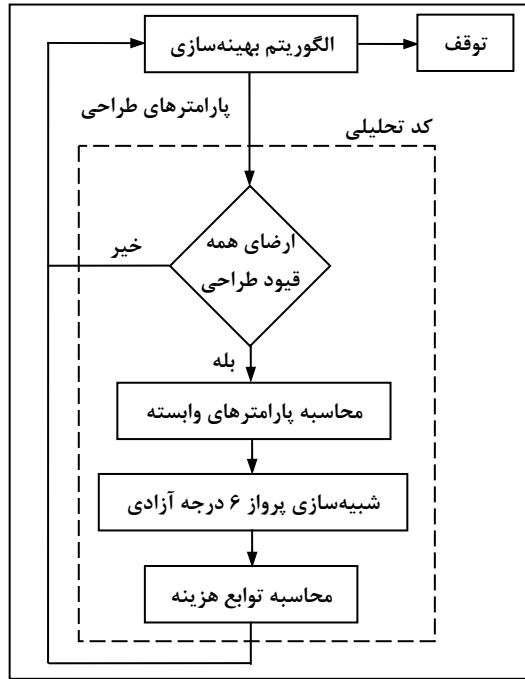 الگوریتم بهینه‌سازی
توقف
پارامترهای طراحی
کد تحلیلی
ارضای همه
قیود طراحی
خیر
بله
محاسبه پارامترهای وابسته
شبیه‌سازی پرواز ۶ درجه آزادی
محاسبه توابع هزینه